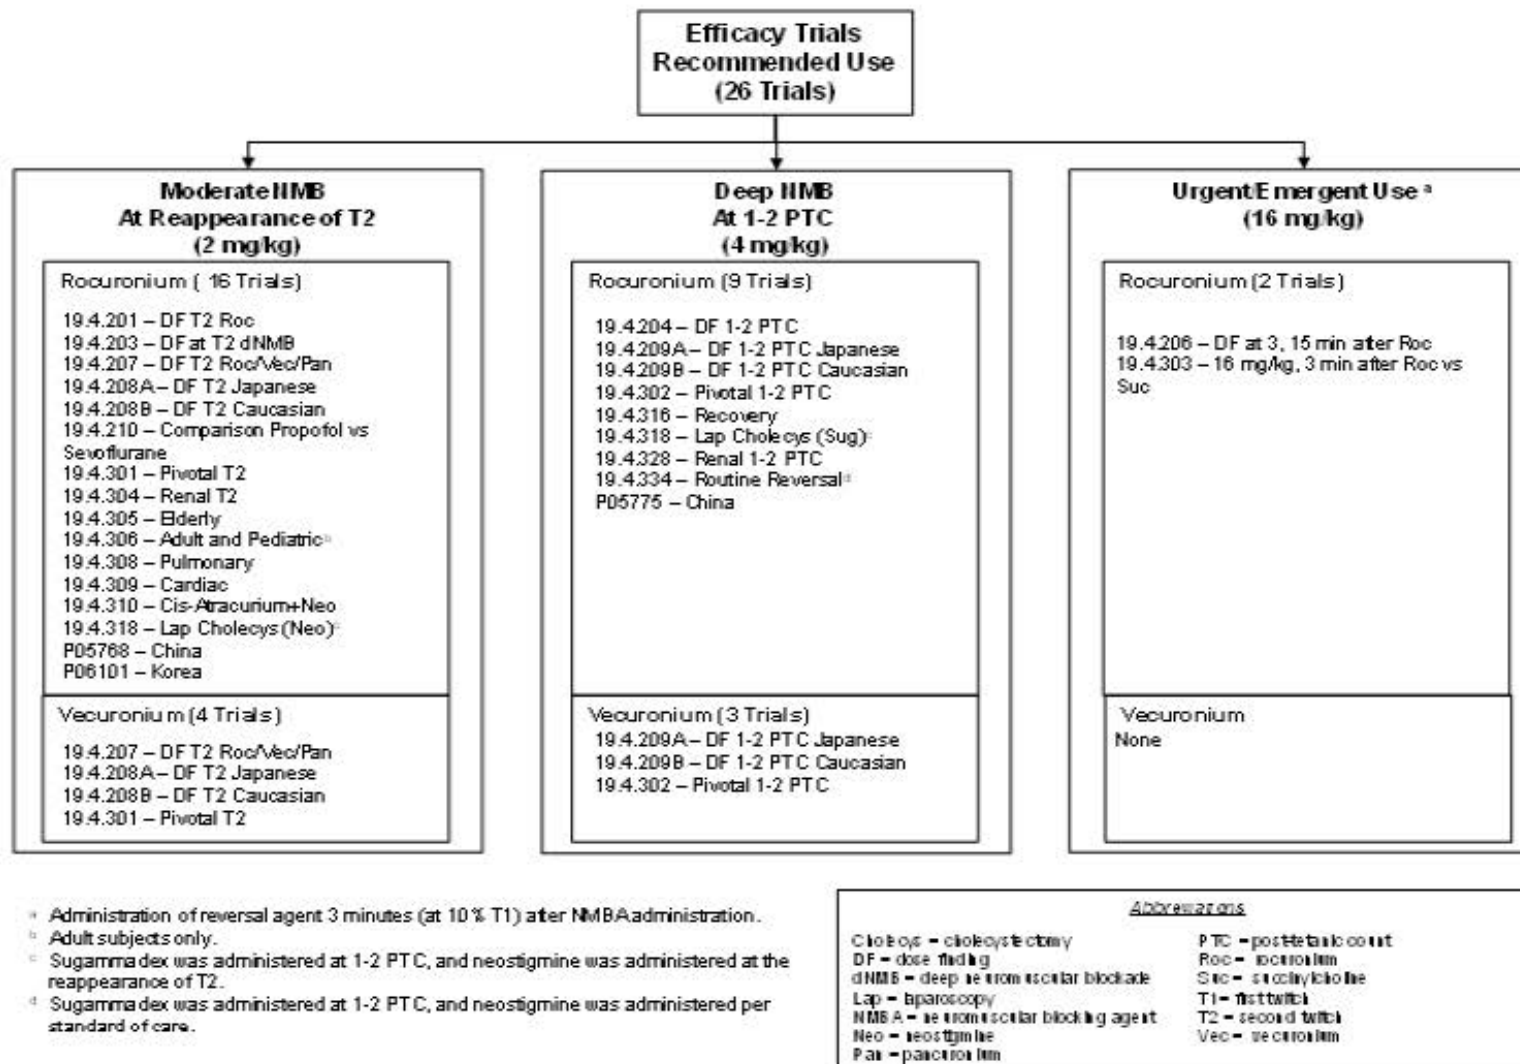 Efficacy Trials
Recommended Use
(26 Trials)
Moderate NMB
At Reappearance of T2
(2 mg/kg)
Rocuronium ( 16 Trials)
19.4.201 – DF T2 Roc
19.4.203 – DF at T2 dNMB
19.4.207 – DF T2 Roc/Vec/Pan
19.4.208A – DF T2 Japanese
19.4.208B – DF T2 Caucasian
19.4.210 – Comparison Propofol vs
Sevoflurane
19.4.301 – Pivotal T2
19.4.304 – Renal T2
19.4.305 – Elderly
19.4.306 – Adult and Pediatric b
19.4.308 – Pulmonary
19.4.309 – Cardiac
19.4.310 – Cis-Atracurium+Neo
19.4.318 – Lap Cholecys (Neo) c
P05768 – China
P06101 – Korea
Vecuronium (4 Trials)
19.4.207 – DF T2 Roc/Vec/Pan
19.4.208A – DF T2 Japanese
19.4.208B – DF T2 Caucasian
19.4.301 – Pivotal T2
Deep NMB
At 1-2 PTC
(4 mg/kg)
Rocuronium (9 Trials)
19.4.204 – DF 1-2 PTC
19.4.209A – DF 1-2 PTC Japanese
19.4.209B – DF 1-2 PTC Caucasian
19.4.302 – Pivotal 1-2 PTC
19.4.316 – Recovery
19.4.318 – Lap Cholecys (Sug) c
19.4.328 – Renal 1-2 PTC
19.4.334 – Routine Reversal d
P05775 – China
Vecuronium (3 Trials)
19.4.209A – DF 1-2 PTC Japanese
19.4.209B – DF 1-2 PTC Caucasian
19.4.302 – Pivotal 1-2 PTC
Urgent/Emergent Use a
(16 mg/kg)
Rocuronium (2 Trials)
19.4.206 – DF at 3, 15 min after Roc
19.4.303 – 16 mg/kg, 3 min after Roc vs
Suc
Vecuronium
None
a Administration of reversal agent 3 minutes (at 10% T1) after NMBA administration.
b Adult subjects only.
c Sugammadex was administered at 1-2 PTC, and neostigmine was administered at the
reappearance of T2.
d Sugammadex was administered at 1-2 PTC, and neostigmine was administered per
standard of care.
Abbreviations
Cholecys = cholecystectomy
DF = dose finding
dNMB = deep neuromuscular blockade
Lap = laparoscopy
NMBA = neuromuscular blocking agent
Neo = neostigmine
Pan = pancuronium
PTC = post-tetanic count
Roc = rocuronium
Suc = succinylcholine
T1 = first twitch
T2 = second twitch
Vec = vecuronium